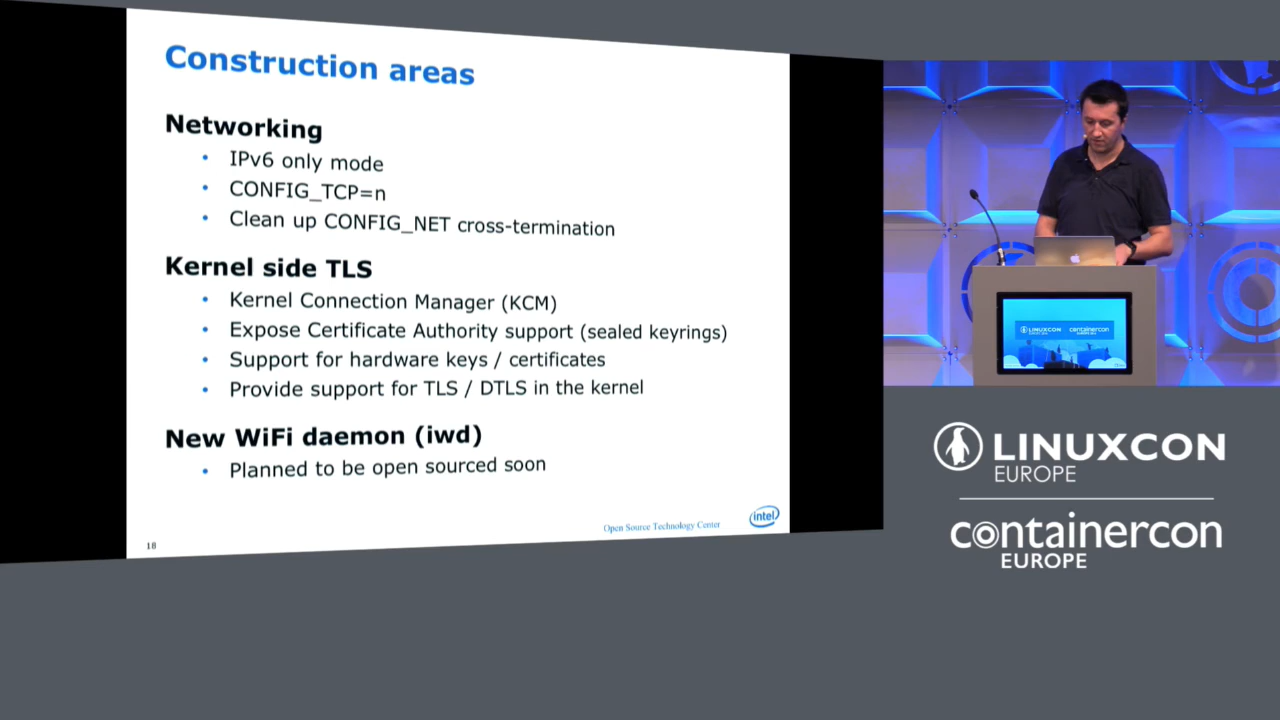 Construction areas
Networking
• IPv6 only mode
• CONFIG_TCP=n
• Clean up CONFIG_NET cross-termination
Kernel side TLS
• Kernel Connection Manager (KCM)
• Expose Certificate Authority support (sealed keyrings)
• Support for hardware keys / certificates
• Provide support for TLS / DTLS in the kernel
New WiFi daemon (iwd)
• Planned to be open sourced soon
Open Source Technology Center
intel
18
LINUXCON
containercon
LINUXCON
EUROPE
containercon
EUROPE